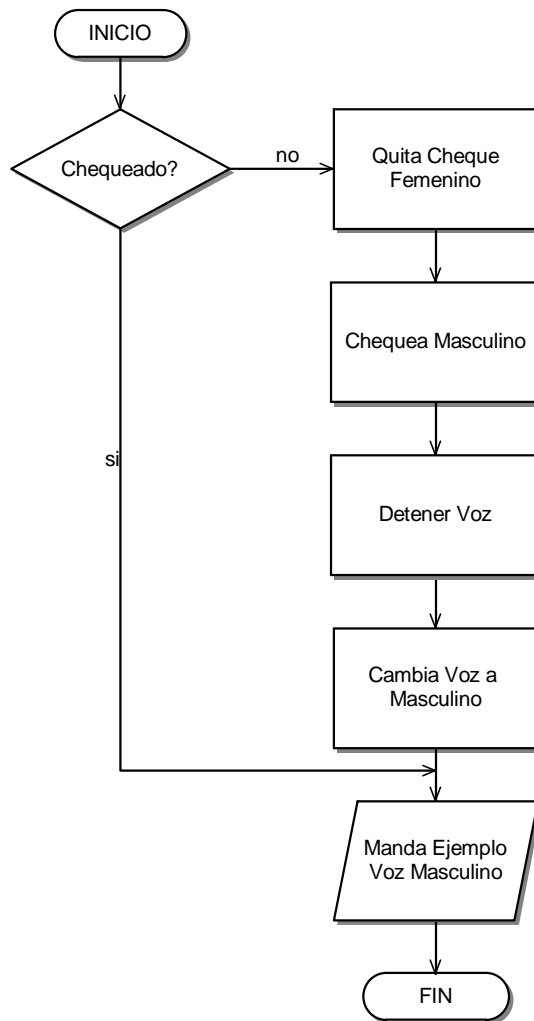 INICIO
Chequeado?
no
Quita Cheque
Femenino
Chequea Masculino
si
Detener Voz
Cambia Voz a
Masculino
Manda Ejemplo
Voz Masculino
FIN